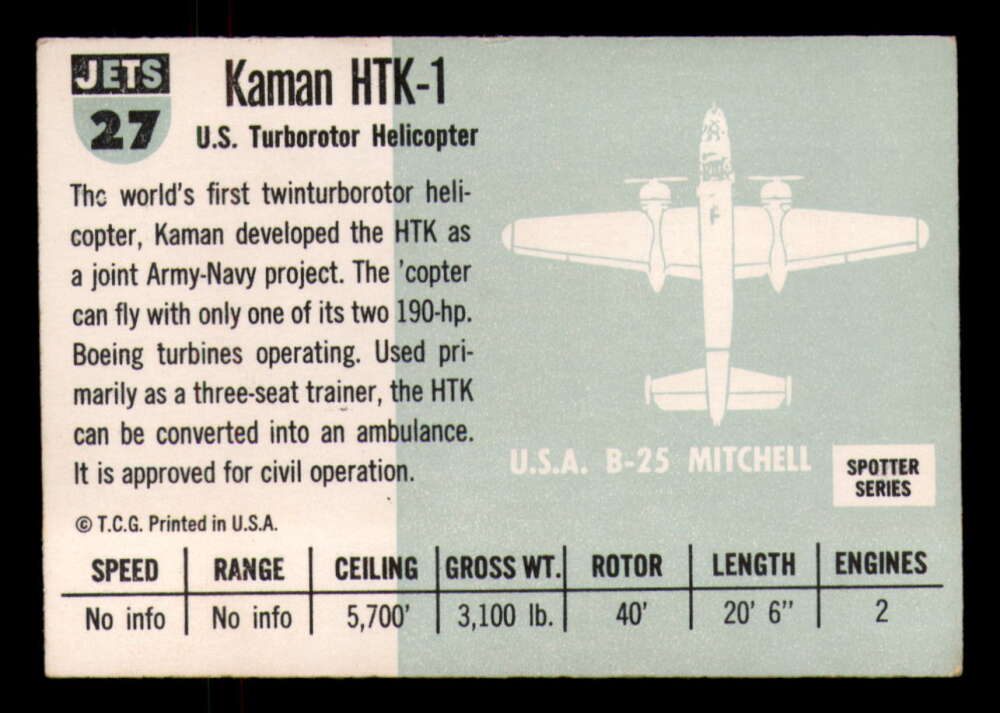 JETS
27
Kaman HTK-1
U.S. Turborotor Helicopter
The world's first twinturborotor heli-
copter, Kaman developed the HTK as
a joint Army-Navy project. The 'copter
can fly with only one of its two 190-hp.
Boeing turbines operating. Used pri-
marily as a three-seat trainer, the HTK
can be converted into an ambulance.
It is approved for civil operation.
© T.C.G. Printed in U.S.A.
U.S.A. B-25 MITCHELL
SPOTTER
SERIES
SPEED RANGE CEILING GROSS WT. ROTOR LENGTH ENGINES
No info No info 5,700' 3,100 lb. 40' 20' 6" 2